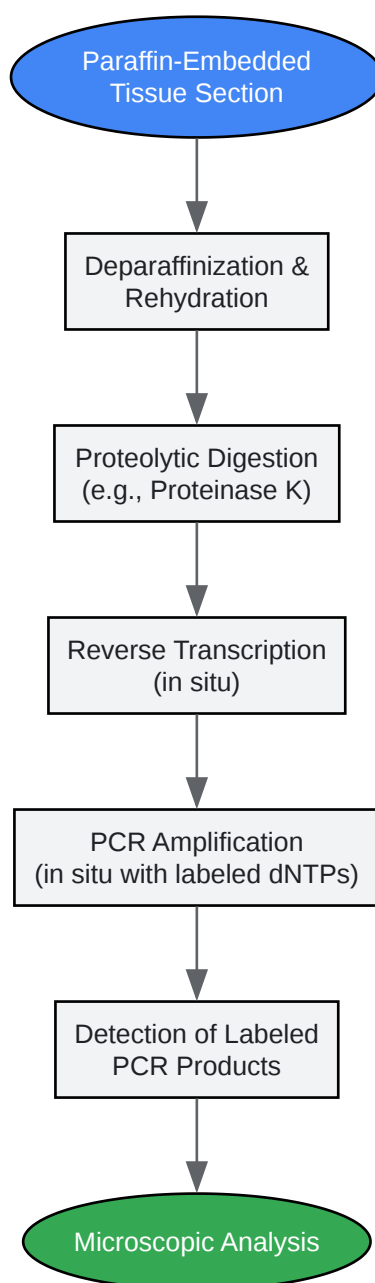 Paraffin-Embedded
Tissue Section
Deparaffinization &
Rehydration
Proteolytic Digestion
(e.g., Proteinase K)
Reverse Transcription
(in situ)
PCR Amplification
(in situ with labeled dNTPs)
Detection of Labeled
PCR Products
Microscopic Analysis